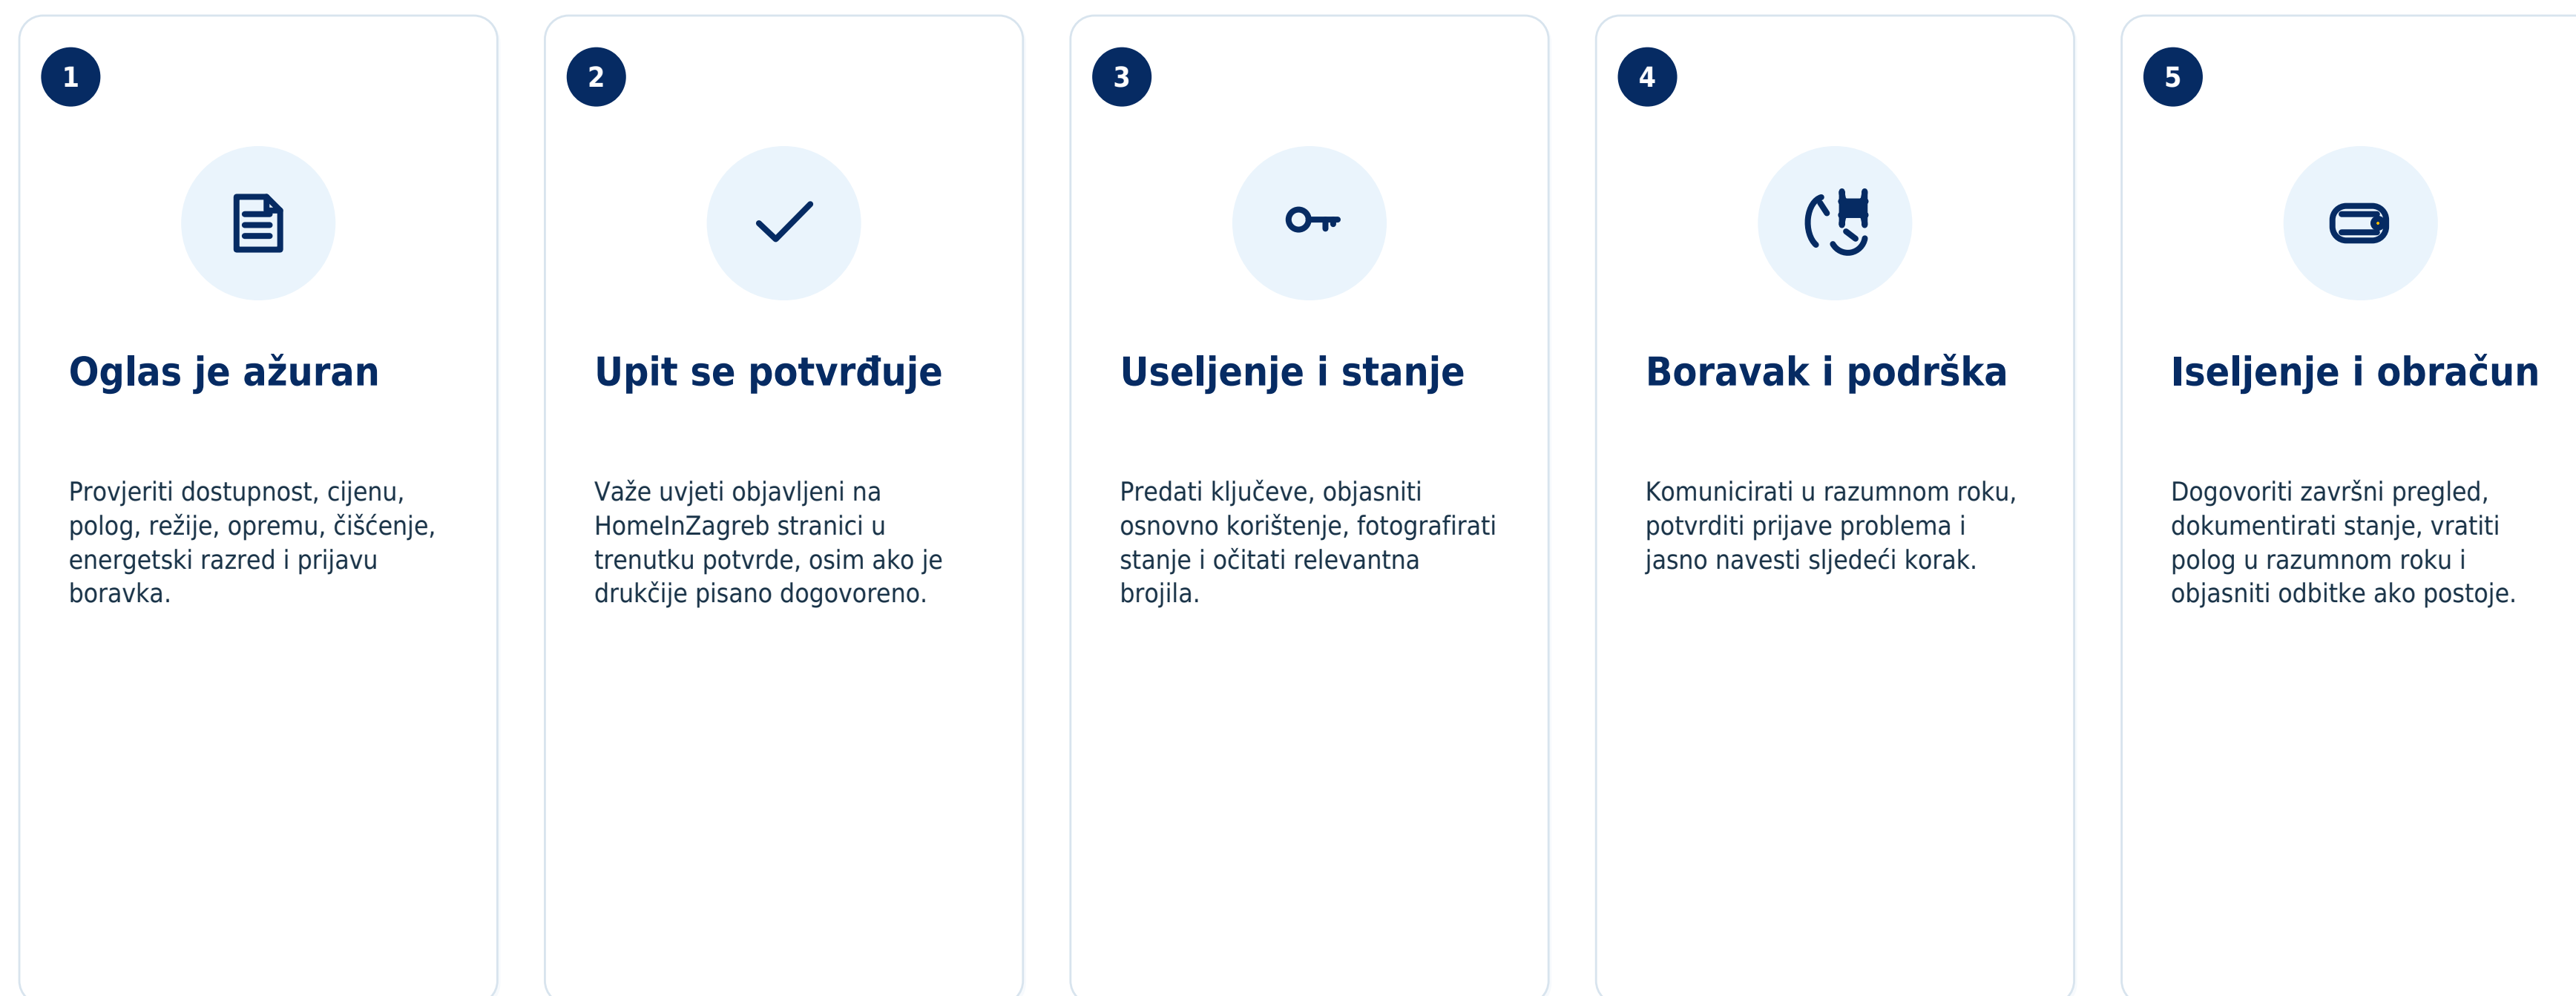 1
Oglas je ažuran
Provjeriti dostupnost, cijenu,
polog, režije, opremu, čišćenje,
energetski razred i prijavu
boravka.
2
Upit se potvrđuje
Važe uvjeti objavljeni na
HomeInZagreb stranici u
trenutku potvrde, osim ako je
drukčije pisano dogovoreno.
3
Useljenje i stanje
Predati ključeve, objasniti
osnovno korištenje, fotografirati
stanje i očitati relevantna
brojila.
4
Boravak i podrška
Komunicirati u razumnom roku,
potvrditi prijave problema i
jasno navesti sljedeći korak.
5
Iseljenje i obračun
Dogovoriti završni pregled,
dokumentirati stanje, vratiti
polog u razumnom roku i
objasniti odbitke ako postoje.